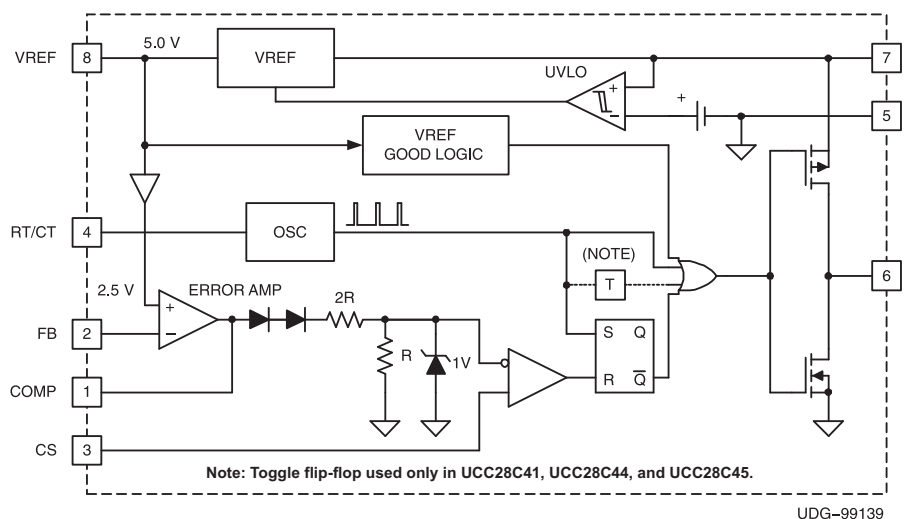 VREF
8
5.0 V
VREF
7
UVLO
+
−
+
5
VREF
GOOD LOGIC
RT/CT
4
OSC
(NOTE)
T
6
2.5 V
ERROR AMP
+
−
2R
FB
2
R
1V
S Q
R Q̅
COMP
1
CS
3
Note: Toggle flip-flop used only in UCC28C41, UCC28C44, and UCC28C45.
UDG−99139